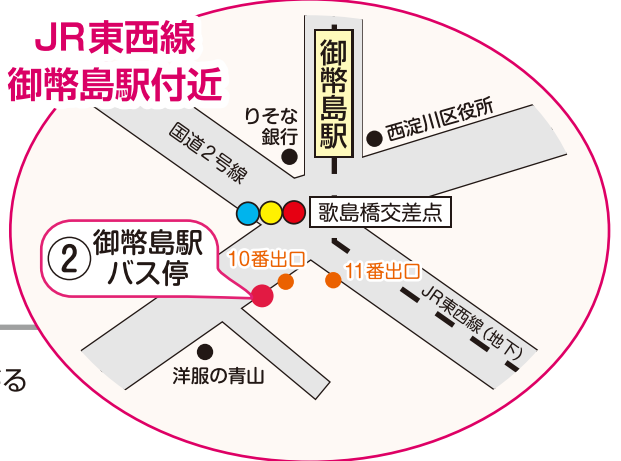 JR東西線
御幣島駅付近
御幣島駅
りそな
銀行
西淀川区役所
国道2号線
歌島橋交差点
② 御幣島駅
バス停
10番出口
11番出口
JR東西線(地下)
洋服の青山
る